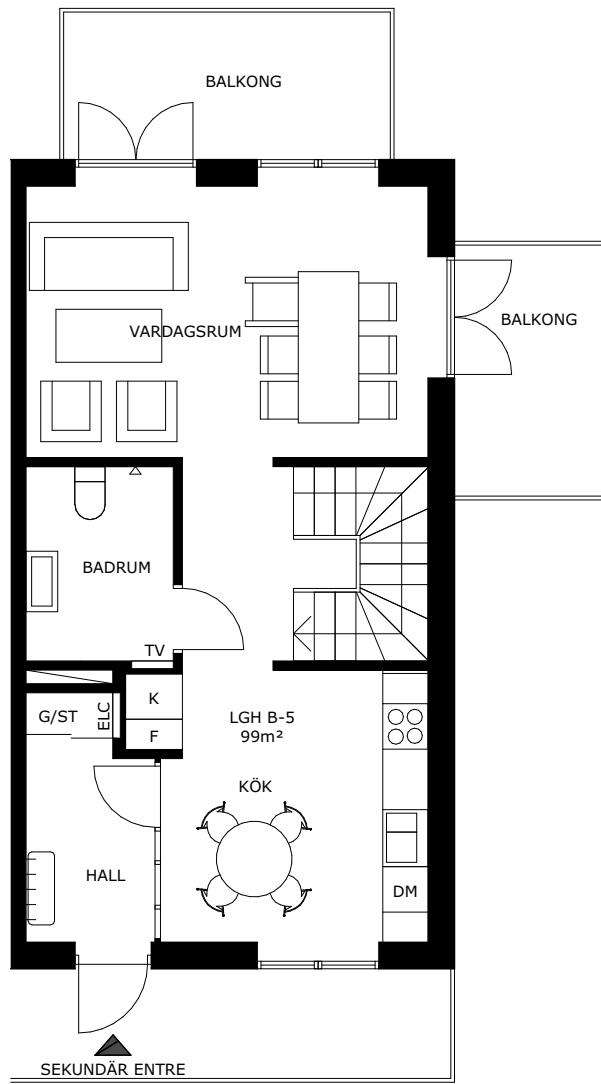 BALKONG
BALKONG
VARDAGSRUM
BADRUM
TV
K
G/ST
ELC
F
LGH B-5
99m²
KÖK
HALL
DM
SEKUNDÄR ENTRE